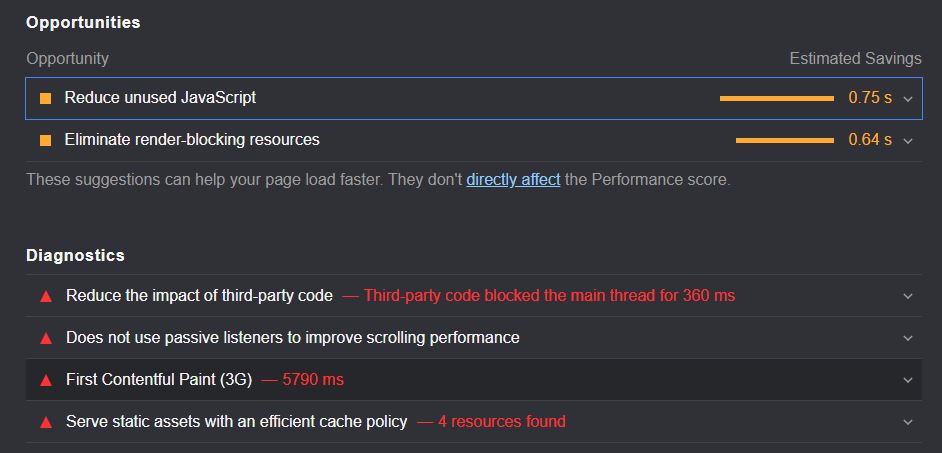 Opportunities
Opportunity Estimated Savings
Reduce unused JavaScript 0.75 s
Eliminate render-blocking resources 0.64 s
These suggestions can help your page load faster. They don't directly affect the Performance score.
Diagnostics
Reduce the impact of third-party code — Third-party code blocked the main thread for 360 ms
Does not use passive listeners to improve scrolling performance
First Contentful Paint (3G) — 5790 ms
Serve static assets with an efficient cache policy — 4 resources found